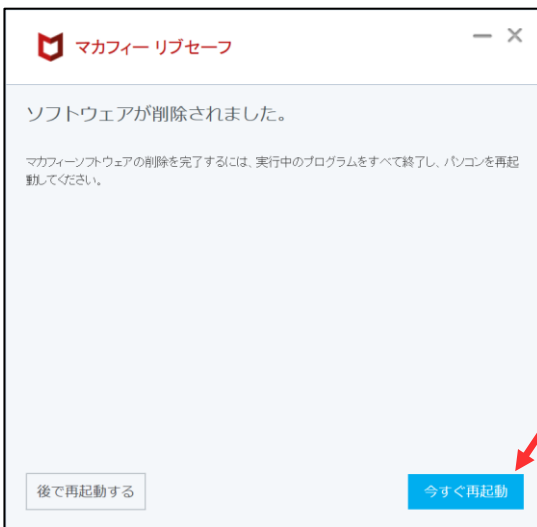 マカフィー リブセーフ
ソフトウェアが削除されました。
マカフィーソフトウェアの削除を完了するには、実行中のプログラムをすべて終了し、パソコンを再起
動してください。
後で再起動する
今すぐ再起動